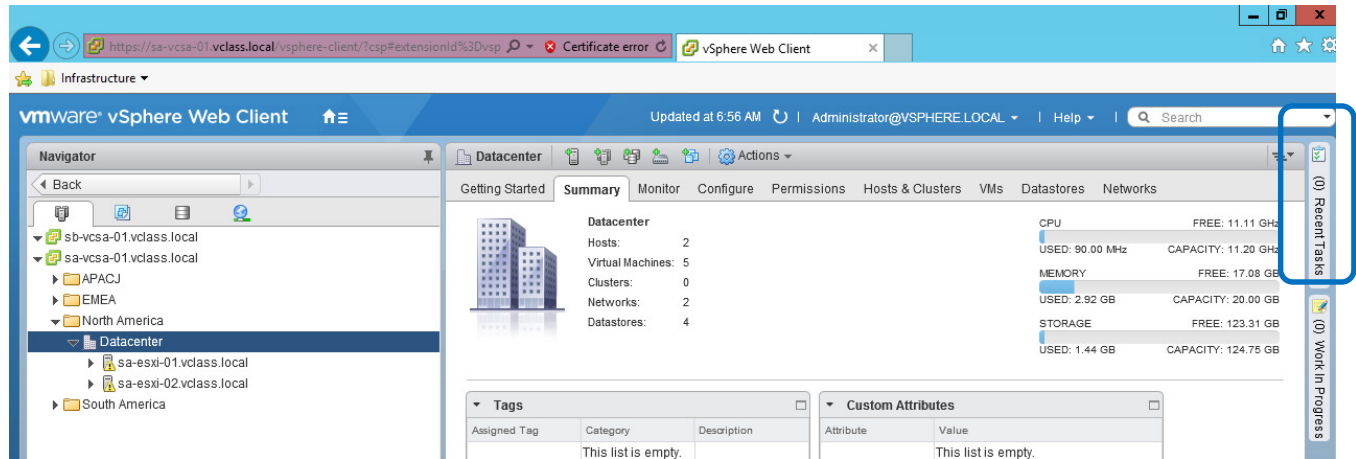 https://sa-vcsa-01.vclass.local/vsphere-client/?csp#extensionId%3Dvsp
Certificate error
vSphere Web Client
Infrastructure
vmware® vSphere Web Client
Updated at 6:56 AM | Administrator@VSPHERE.LOCAL | Help | Search
Navigator
Back
sb-vcsa-01.vclass.local
sa-vcsa-01.vclass.local
APACJ
EMEA
North America
Datacenter
sa-esxi-01.vclass.local
sa-esxi-02.vclass.local
South America
Datacenter | Actions
Getting Started Summary Monitor Configure Permissions Hosts & Clusters VMs Datastores Networks
Datacenter
Hosts: 2
Virtual Machines: 5
Clusters: 0
Networks: 2
Datastores: 4
CPU FREE: 11.11 GHz
USED: 90.00 MHz CAPACITY: 11.20 GHz
MEMORY FREE: 17.08 GB
USED: 2.92 GB CAPACITY: 20.00 GB
STORAGE FREE: 123.31 GB
USED: 1.44 GB CAPACITY: 124.75 GB
Tags
Assigned Tag Category Description
This list is empty.
Custom Attributes
Attribute Value
This list is empty.
(0) Recent Tasks
(0) Work In Progress